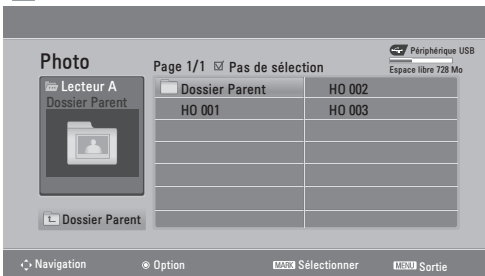 Photo
Page 1/1 ☑ Pas de sélection
Périphérique USB
Espace libre 728 Mo
Lecteur A
Dossier Parent
Dossier Parent
HO 002
HO 001
HO 003
Dossier Parent
Navigation
Option
MARK Sélectionner
MENU Sortie